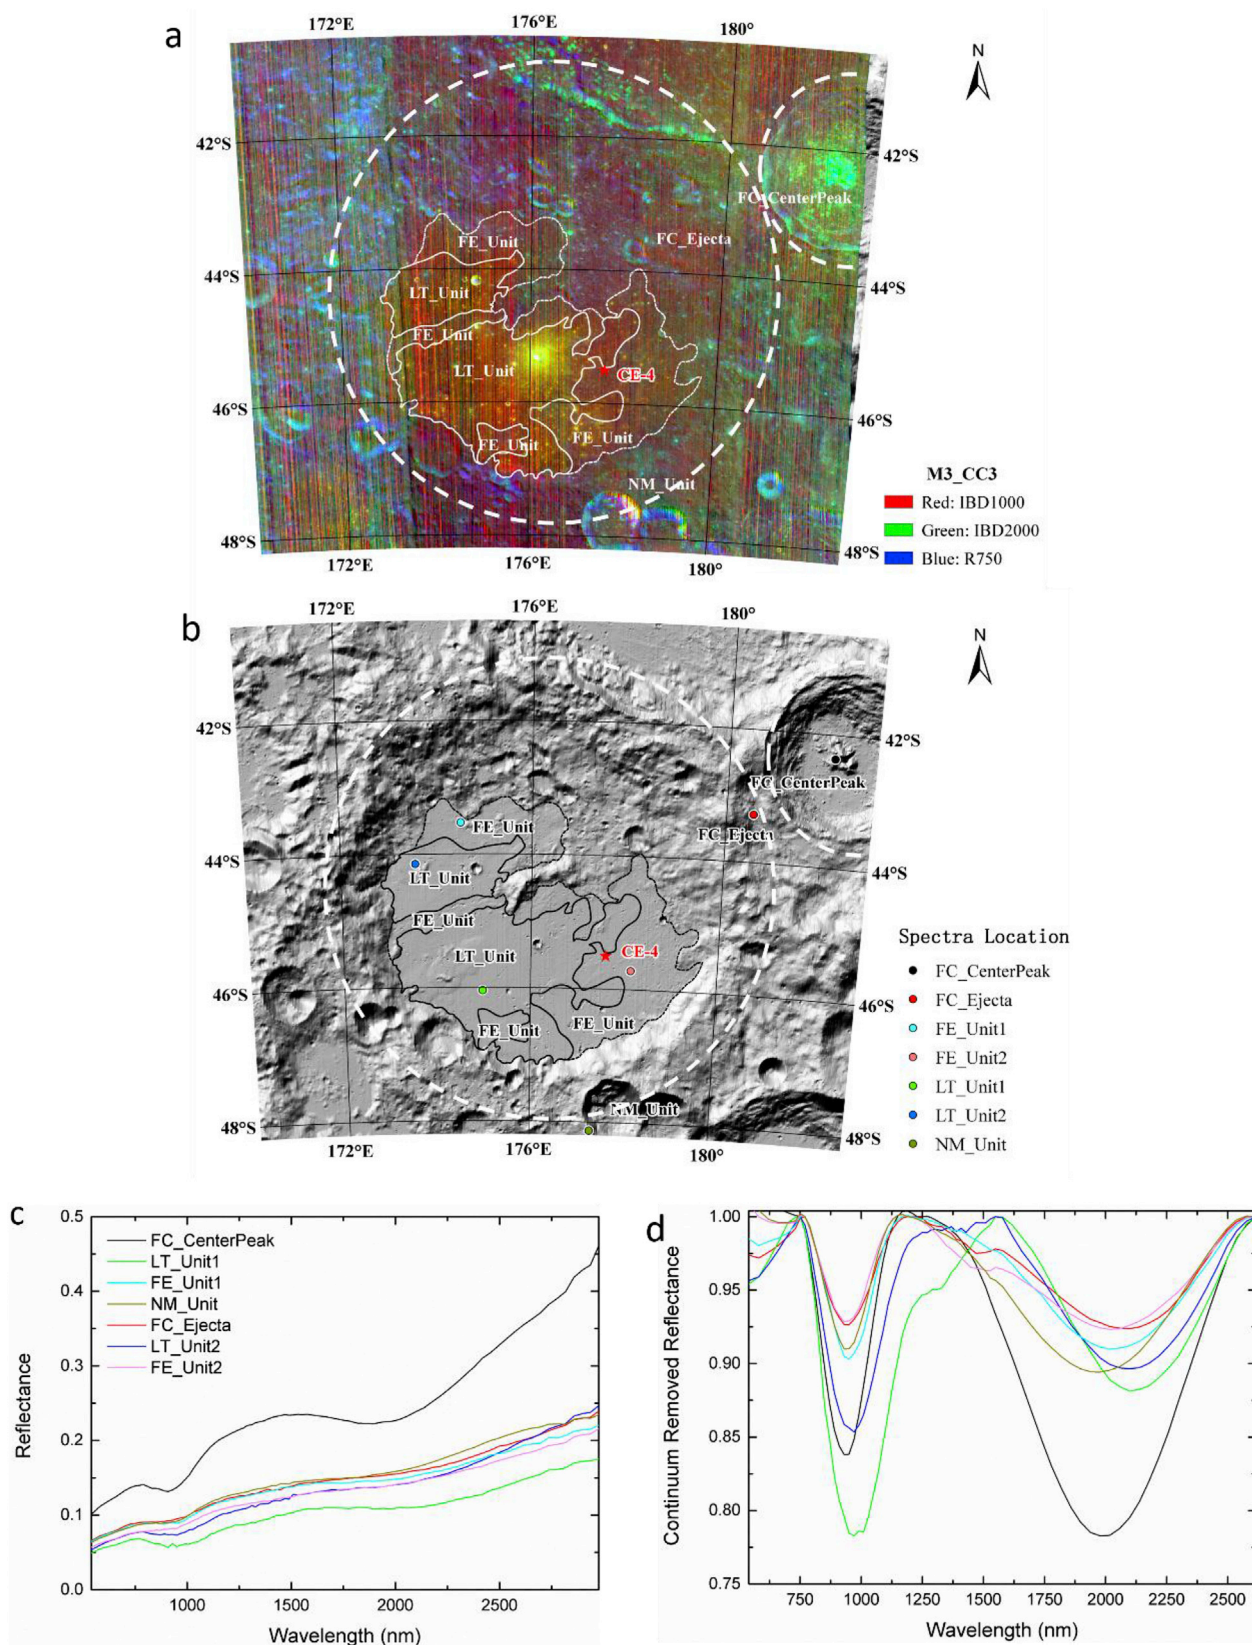 a
172°E
176°E
180°
N
42°S
42°S
FC_CenterPeak
FE_Unit
FC_Ejecta
44°S
44°S
LT_Unit
FE_Unit
LT_Unit
CE-4
46°S
46°S
FE_Unit
FE_Unit
NM_Unit
M3_CC3
Red: IBD1000
Green: IBD2000
Blue: R750
48°S
48°S
172°E
176°E
180°
b
172°E
176°E
180°
N
42°S
42°S
FC_CenterPeak
FE_Unit
FC_Ejecta
44°S
44°S
LT_Unit
FE_Unit
LT_Unit
CE-4
46°S
46°S
FE_Unit
FE_Unit
NM_Unit
Spectra Location
FC_CenterPeak
FC_Ejecta
FE_Unit1
FE_Unit2
LT_Unit1
LT_Unit2
NM_Unit
48°S
48°S
172°E
176°E
180°
c
0.5
0.4
0.3
0.2
0.1
0.0
Reflectance
FC_CenterPeak
LT_Unit1
FE_Unit1
NM_Unit
FC_Ejecta
LT_Unit2
FE_Unit2
1000
1500
2000
2500
Wavelength (nm)
d
1.00
0.95
0.90
0.85
0.80
0.75
Continuum Removed Reflectance
750
1000
1250
1500
1750
2000
2250
2500
Wavelength (nm)